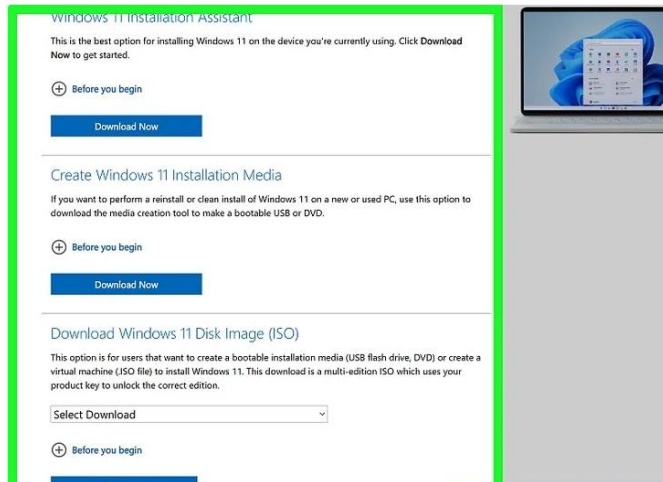 Windows 11 Installation Assistant
This is the best option for installing Windows 11 on the device you're currently using. Click Download
Now to get started.
Before you begin
Download Now
Create Windows 11 Installation Media
If you want to perform a reinstall or clean install of Windows 11 on a new or used PC, use this option to
download the media creation tool to make a bootable USB or DVD.
Before you begin
Download Now
Download Windows 11 Disk Image (ISO)
This option is for users that want to create a bootable installation media (USB flash drive, DVD) or create a
virtual machine (.ISO file) to install Windows 11. This download is a multi-edition ISO which uses your
product key to unlock the correct edition.
Select Download
Before you begin